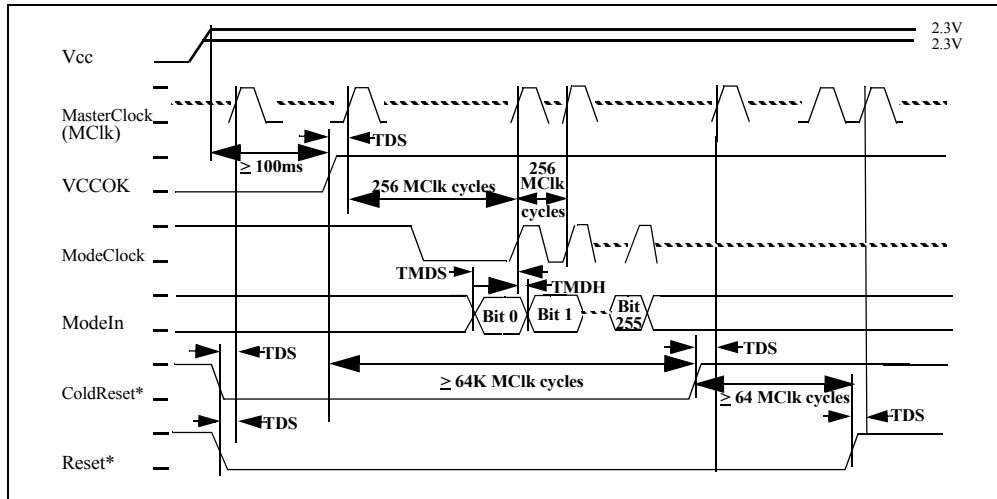 2.3V
2.3V
Vcc
MasterClock
(MClk)
TDS
≥ 100ms
VCCOK
256 MClk cycles
256
MClk
cycles
ModeClock
TMDS
TMDH
ModeIn
Bit 0
Bit 1
Bit
255
TDS
TDS
ColdReset*
≥ 64K MClk cycles
≥ 64 MClk cycles
TDS
TDS
Reset*